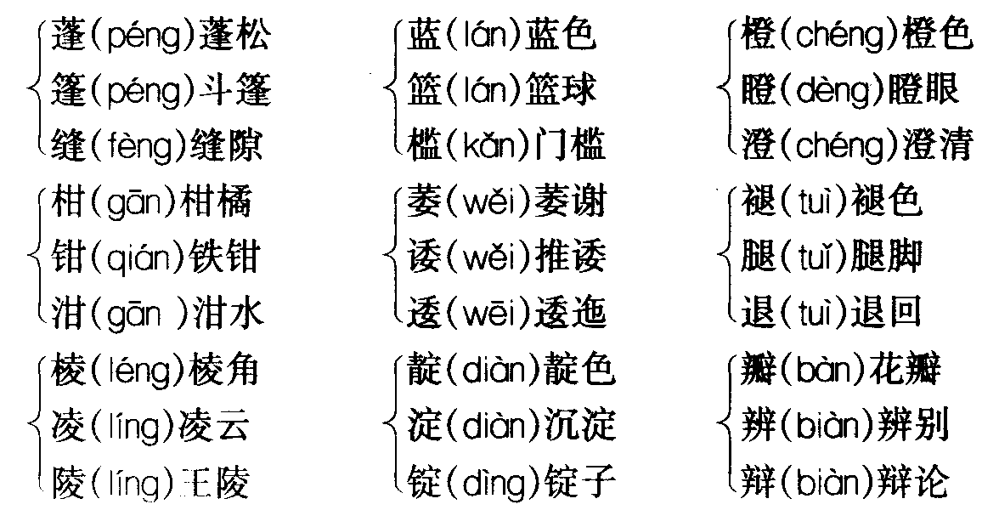 蓬(péng)蓬松 蓝(lán)蓝色 橙(chéng)橙色
篷(péng)斗篷 篮(lán)篮球 瞪(dèng)瞪眼
缝(fèng)缝隙 槛(kǎn)门槛 澄(chéng)澄清
柑(gān)柑橘 萎(wěi)萎谢 褪(tuì)褪色
钳(qián)铁钳 诿(wěi)推诿 腿(tuǐ)腿脚
泔(gān )泔水 逶(wēi)逶迤 退(tuì)退回
棱(léng)棱角 靛(diàn)靛色 瓣(bàn)花瓣
凌(líng)凌云 淀(diàn)沉淀 辨(biàn)辨别
陵(líng)王陵 锭(dìng)锭子 辩(biàn)辩论